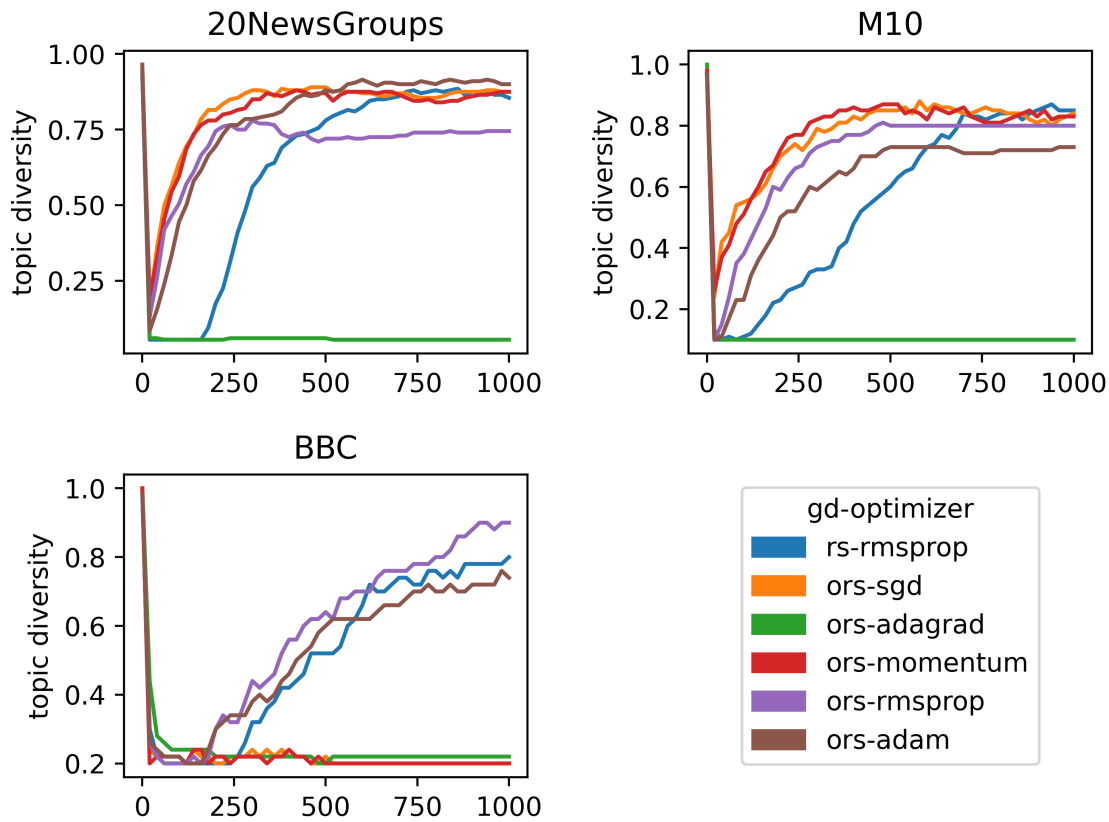 20NewsGroups
topic diversity
1.00
0.75
0.50
0.25
0 250 500 750 1000
M10
topic diversity
1.0
0.8
0.6
0.4
0.2
0 250 500 750 1000
BBC
topic diversity
1.0
0.8
0.6
0.4
0.2
0 250 500 750 1000
gd-optimizer
rs-rmsprop
ors-sgd
ors-adagrad
ors-momentum
ors-rmsprop
ors-adam